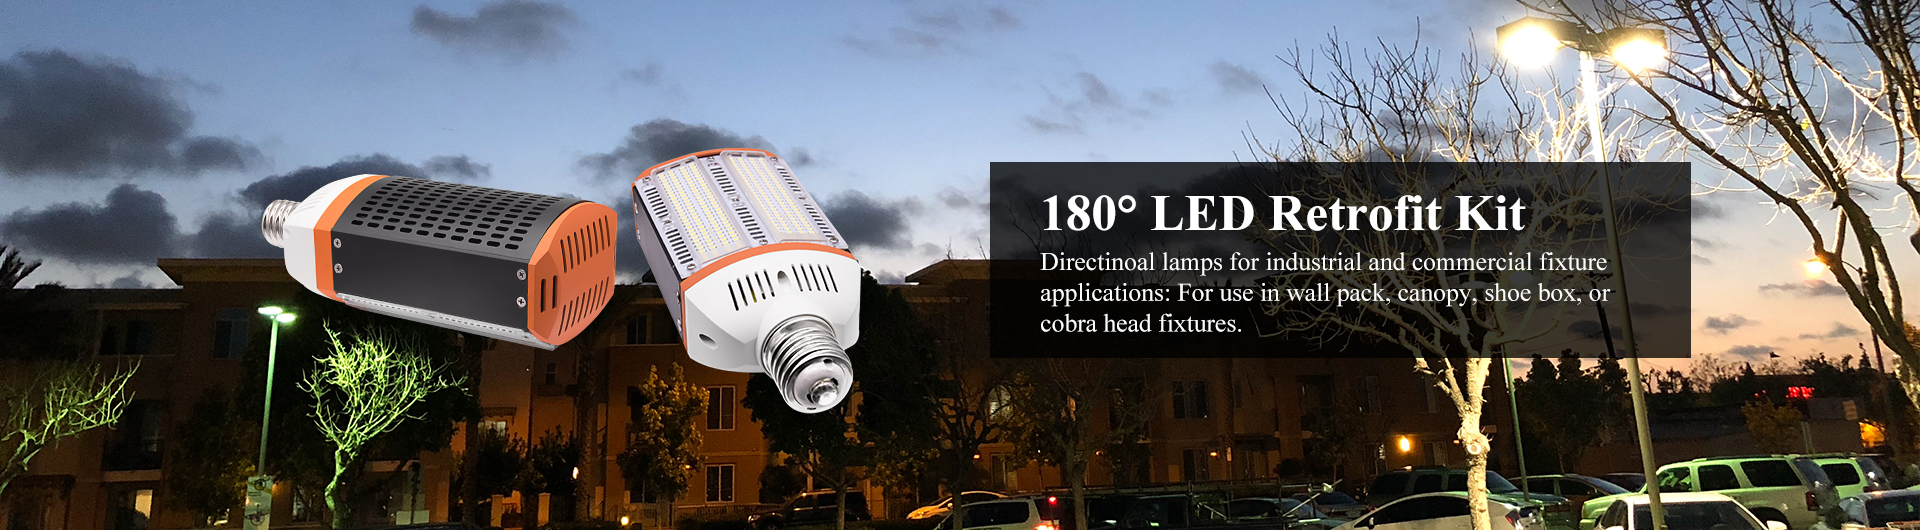 180° LED Retrofit Kit
Directinoal lamps for industrial and commercial fixture
applications: For use in wall pack, canopy, shoe box, or
cobra head fixtures.